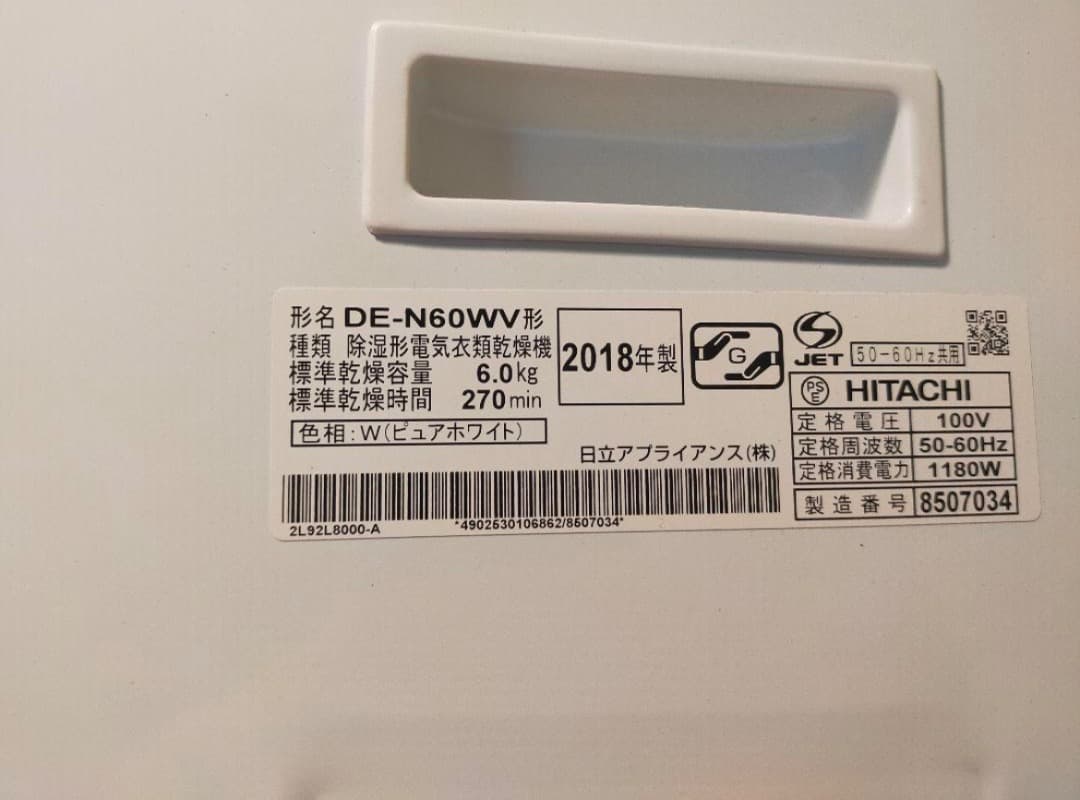 形名 DE-N60WV形
種類 除湿形電気衣類乾燥機
標準乾燥容量 6.0kg
標準乾燥時間 270min
色相:W(ピュアホワイト)
2018年製
G
JET
50-60Hz共用
PSE HITACHI
定格電圧 100V
定格周波数 50-60Hz
定格消費電力 1180W
製造番号 8507034
日立アプライアンス(株)
2L92L8000-A
*4902530106862/8507034*